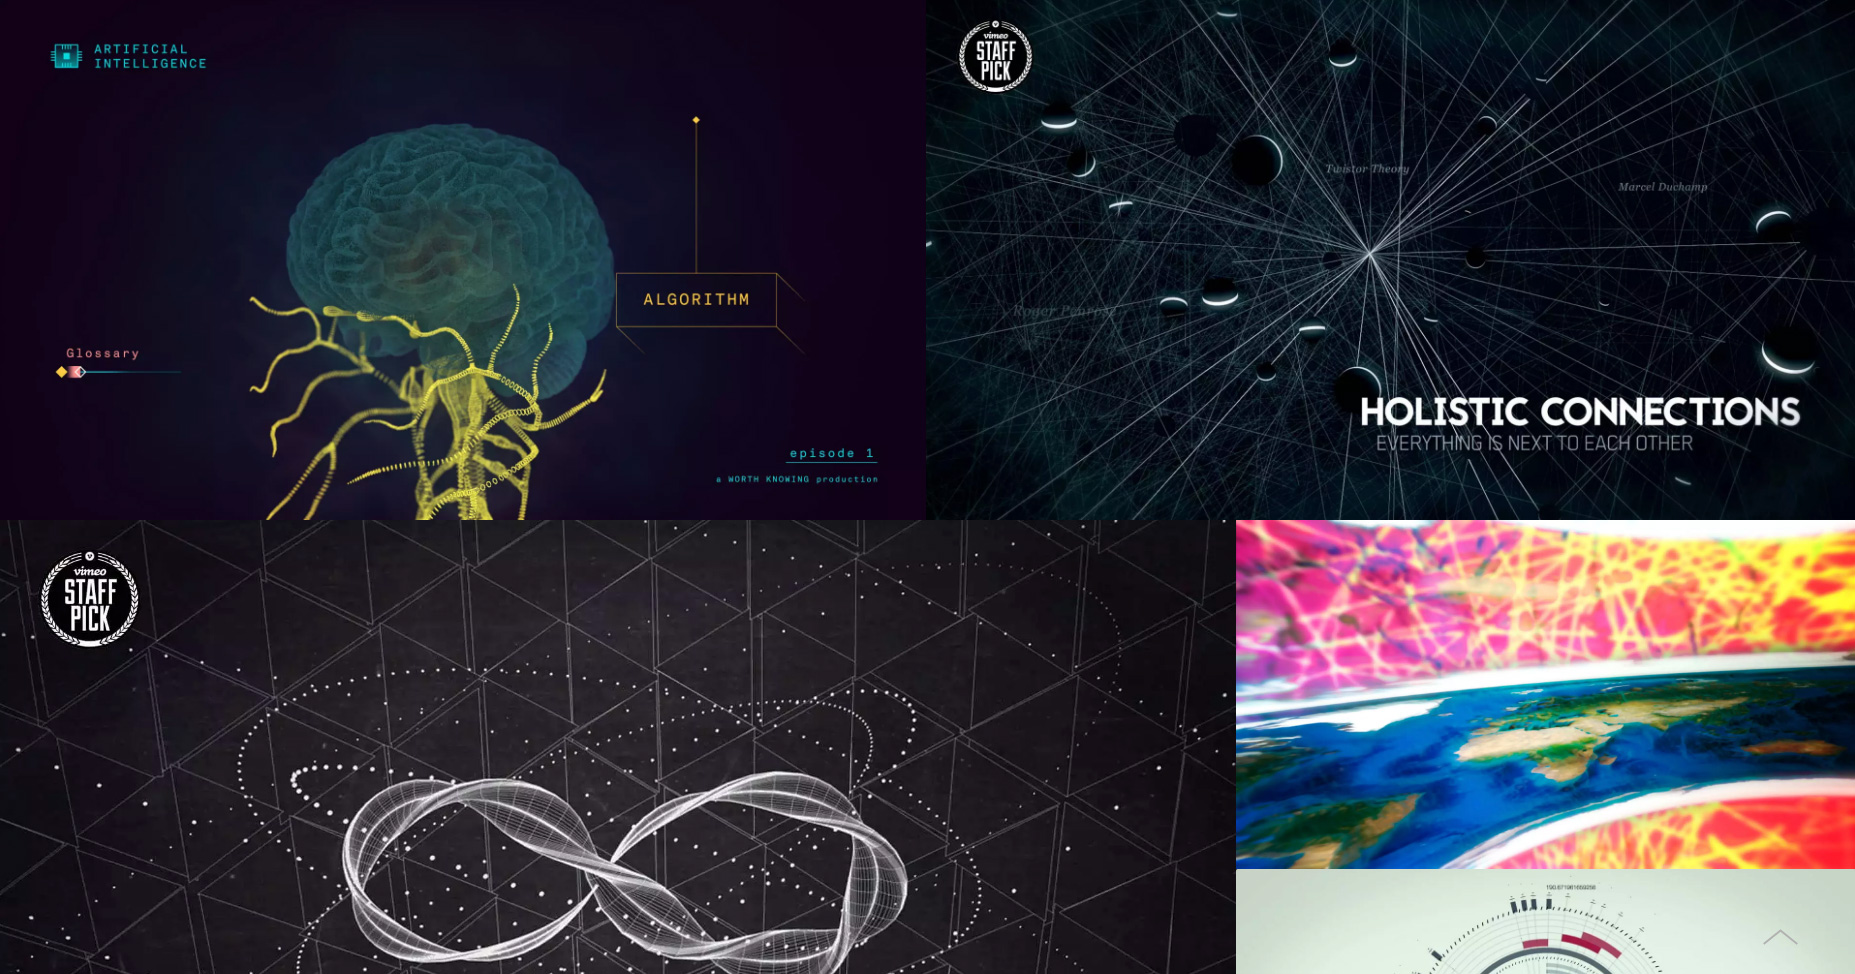 ARTIFICIAL
INTELLIGENCE
ALGORITHM
Glossary
episode 1
a WORTH KNOWING production
vimeo
STAFF
PICK
Twistor Theory
Marcel Duchamp
Roger Penrose
HOLISTIC CONNECTIONS
EVERYTHING IS NEXT TO EACH OTHER
vimeo
STAFF
PICK